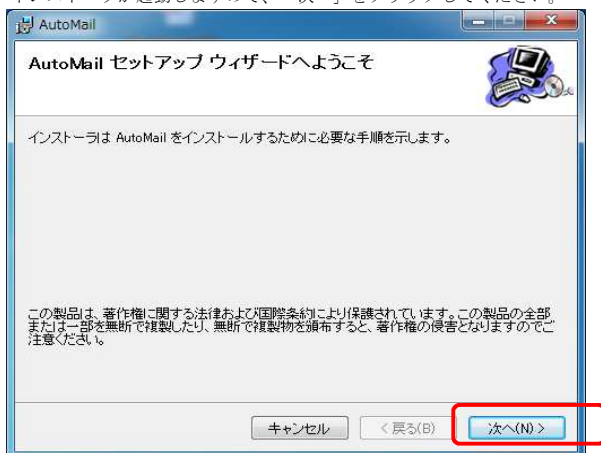 AutoMail
AutoMail セットアップ ウィザードへようこそ
インストーラは AutoMail をインストールするために必要な手順を示します。
この製品は、著作権に関する法律および国際条約により保護されています。この製品の全部
または一部を無断で複製したり、無断で複製物を頒布すると、著作権の侵害となりますのでご
注意ください。
キャンセル
< 戻る(B)
次へ(N) >